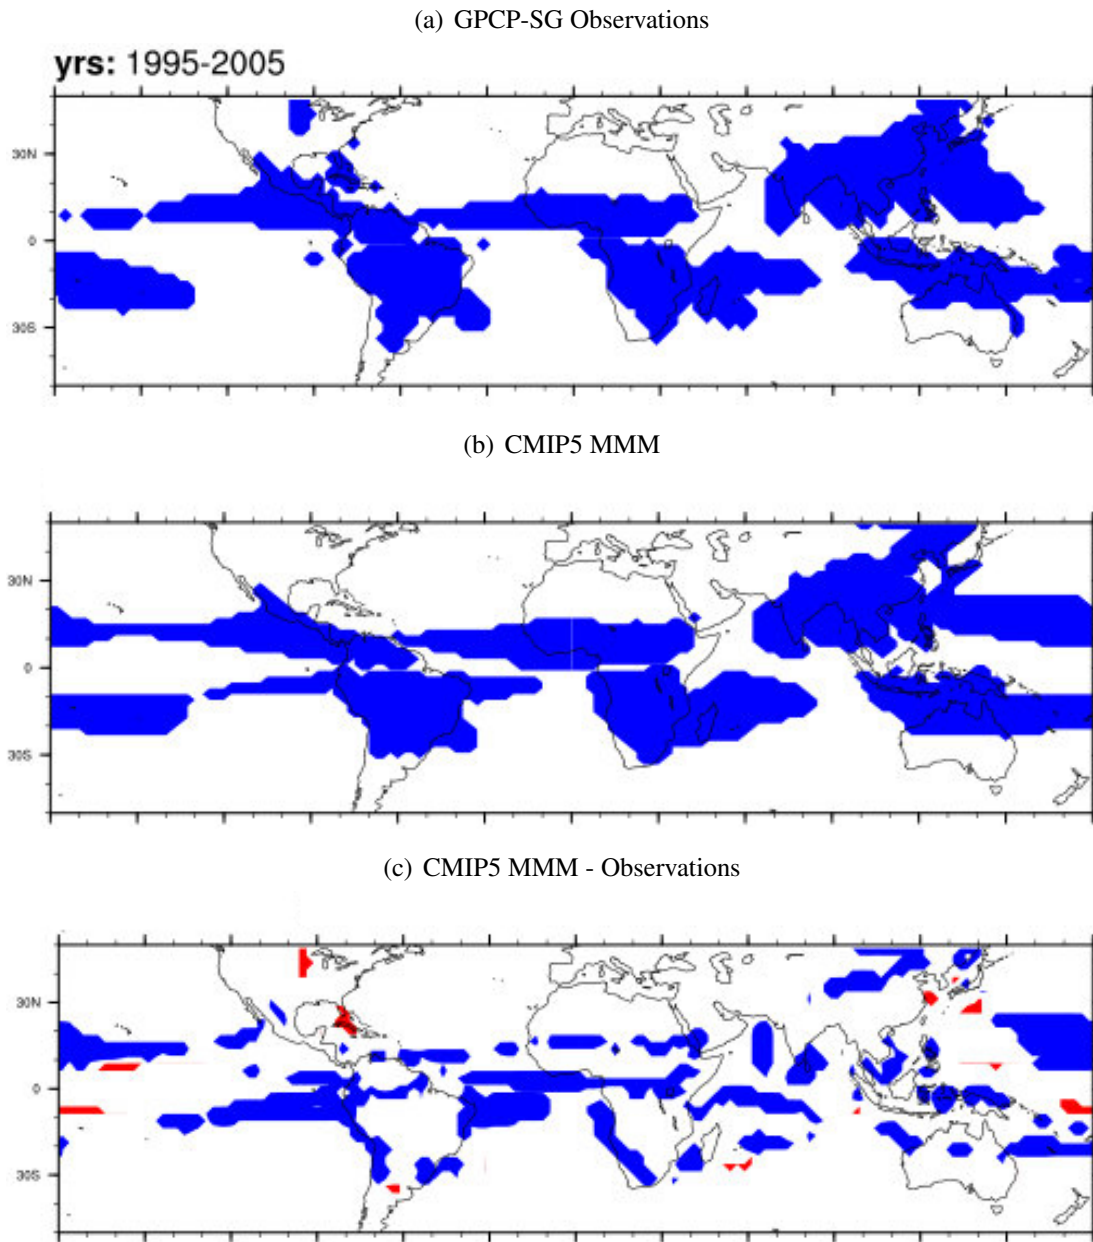 (a) GPCP-SG Observations
yrs: 1995-2005
30N
0
30S
(b) CMIP5 MMM
30N
0
30S
(c) CMIP5 MMM - Observations
30N
0
30S